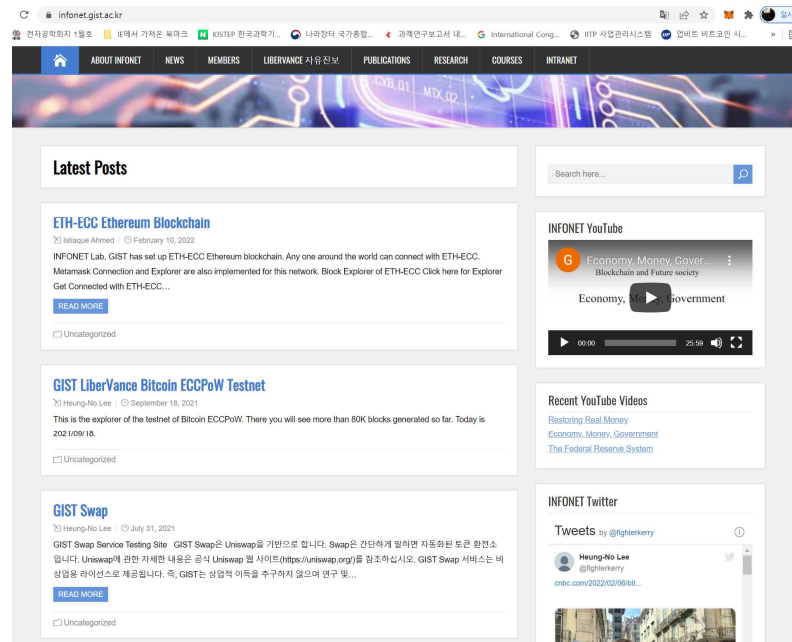 infonet.gist.ac.kr
전자공학회지 1월호 IE에서 가져온 북마크 KISTEP 한국과학기... 나라장터 국가종합... 과제연구보고서 내... International Cong... IITP 사업관리시스템 업비트 비트코인 시... »
ABOUT INFONET NEWS MEMBERS LIBERVANCE 자유진보 PUBLICATIONS RESEARCH COURSES INTRANET
CYB,01 MTX,02
Latest Posts
Search here...
ETH-ECC Ethereum Blockchain
Istiaque Ahmed February 10, 2022
INFONET Lab, GIST has set up ETH-ECC Ethereum blockchain. Any one around the world can connect with ETH-ECC.
Metamask Connection and Explorer are also implemented for this network. Block Explorer of ETH-ECC Click here for Explorer
Get Connected with ETH-ECC…
READ MORE
Uncategorized
GIST LiberVance Bitcoin ECCPoW Testnet
Heung-No Lee September 18, 2021
This is the explorer of the testnet of Bitcoin ECCPoW. There you will see more than 80K blocks generated so far. Today is
2021/09/18.
Uncategorized
GIST Swap
Heung-No Lee July 31, 2021
GIST Swap Service Testing Site GIST Swap은 Uniswap을 기반으로 합니다. Swap은 간단하게 말하면 자동화된 토큰 환전소
입니다. Uniswap에 관한 자세한 내용은 공식 Uniswap 웹 사이트(https://uniswap.org/)를 참조하십시오. GIST Swap 서비스는 비
상업용 라이선스로 제공됩니다. 즉, GIST는 상업적 이득을 추구하지 않으며 연구 및…
READ MORE
Uncategorized
INFONET YouTube
G Economy, Money, Gover...
Blockchain and Future society
Economy, Government
00:00 25:59
Recent YouTube Videos
Restoring Real Money
Economy, Money, Government
The Federal Reserve System
INFONET Twitter
Tweets by @fighterkerry
Heung-No Lee
@fighterkerry
cnbc.com/2022/02/06/bit…